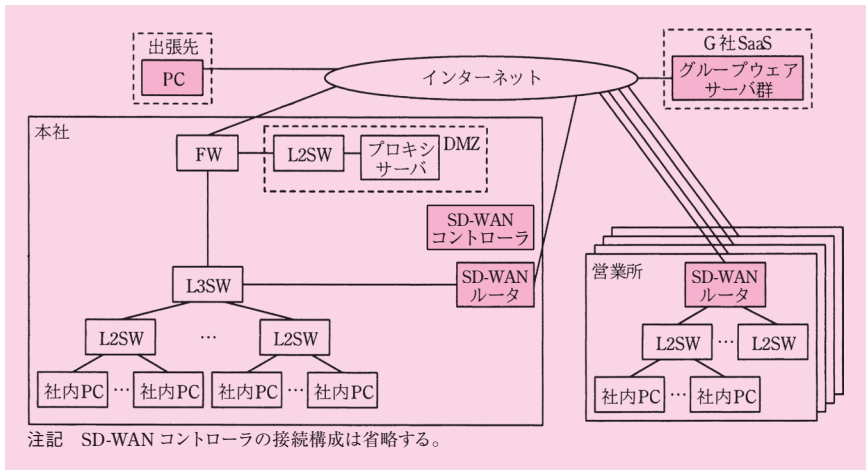 出張先
PC
インターネット
G社SaaS
グループウェア
サーバ群
本社
FW
L2SW
プロキシ
サーバ
DMZ
SD-WAN
コントローラ
L3SW
SD-WAN
ルータ
L2SW
…
L2SW
社内PC
…
社内PC
社内PC
…
社内PC
営業所
SD-WAN
ルータ
L2SW
…
L2SW
社内PC
…
社内PC
注記 SD-WANコントローラの接続構成は省略する。